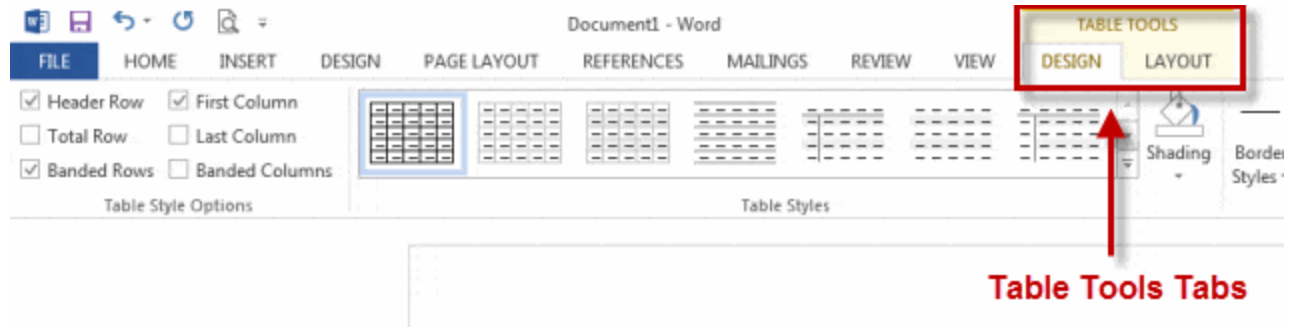 Document1 - Word
TABLE TOOLS
FILE HOME INSERT DESIGN PAGE LAYOUT REFERENCES MAILINGS REVIEW VIEW DESIGN LAYOUT
Header Row First Column
Total Row Last Column
Banded Rows Banded Columns
Shading
Border
Styles
Table Style Options
Table Styles
Table Tools Tabs